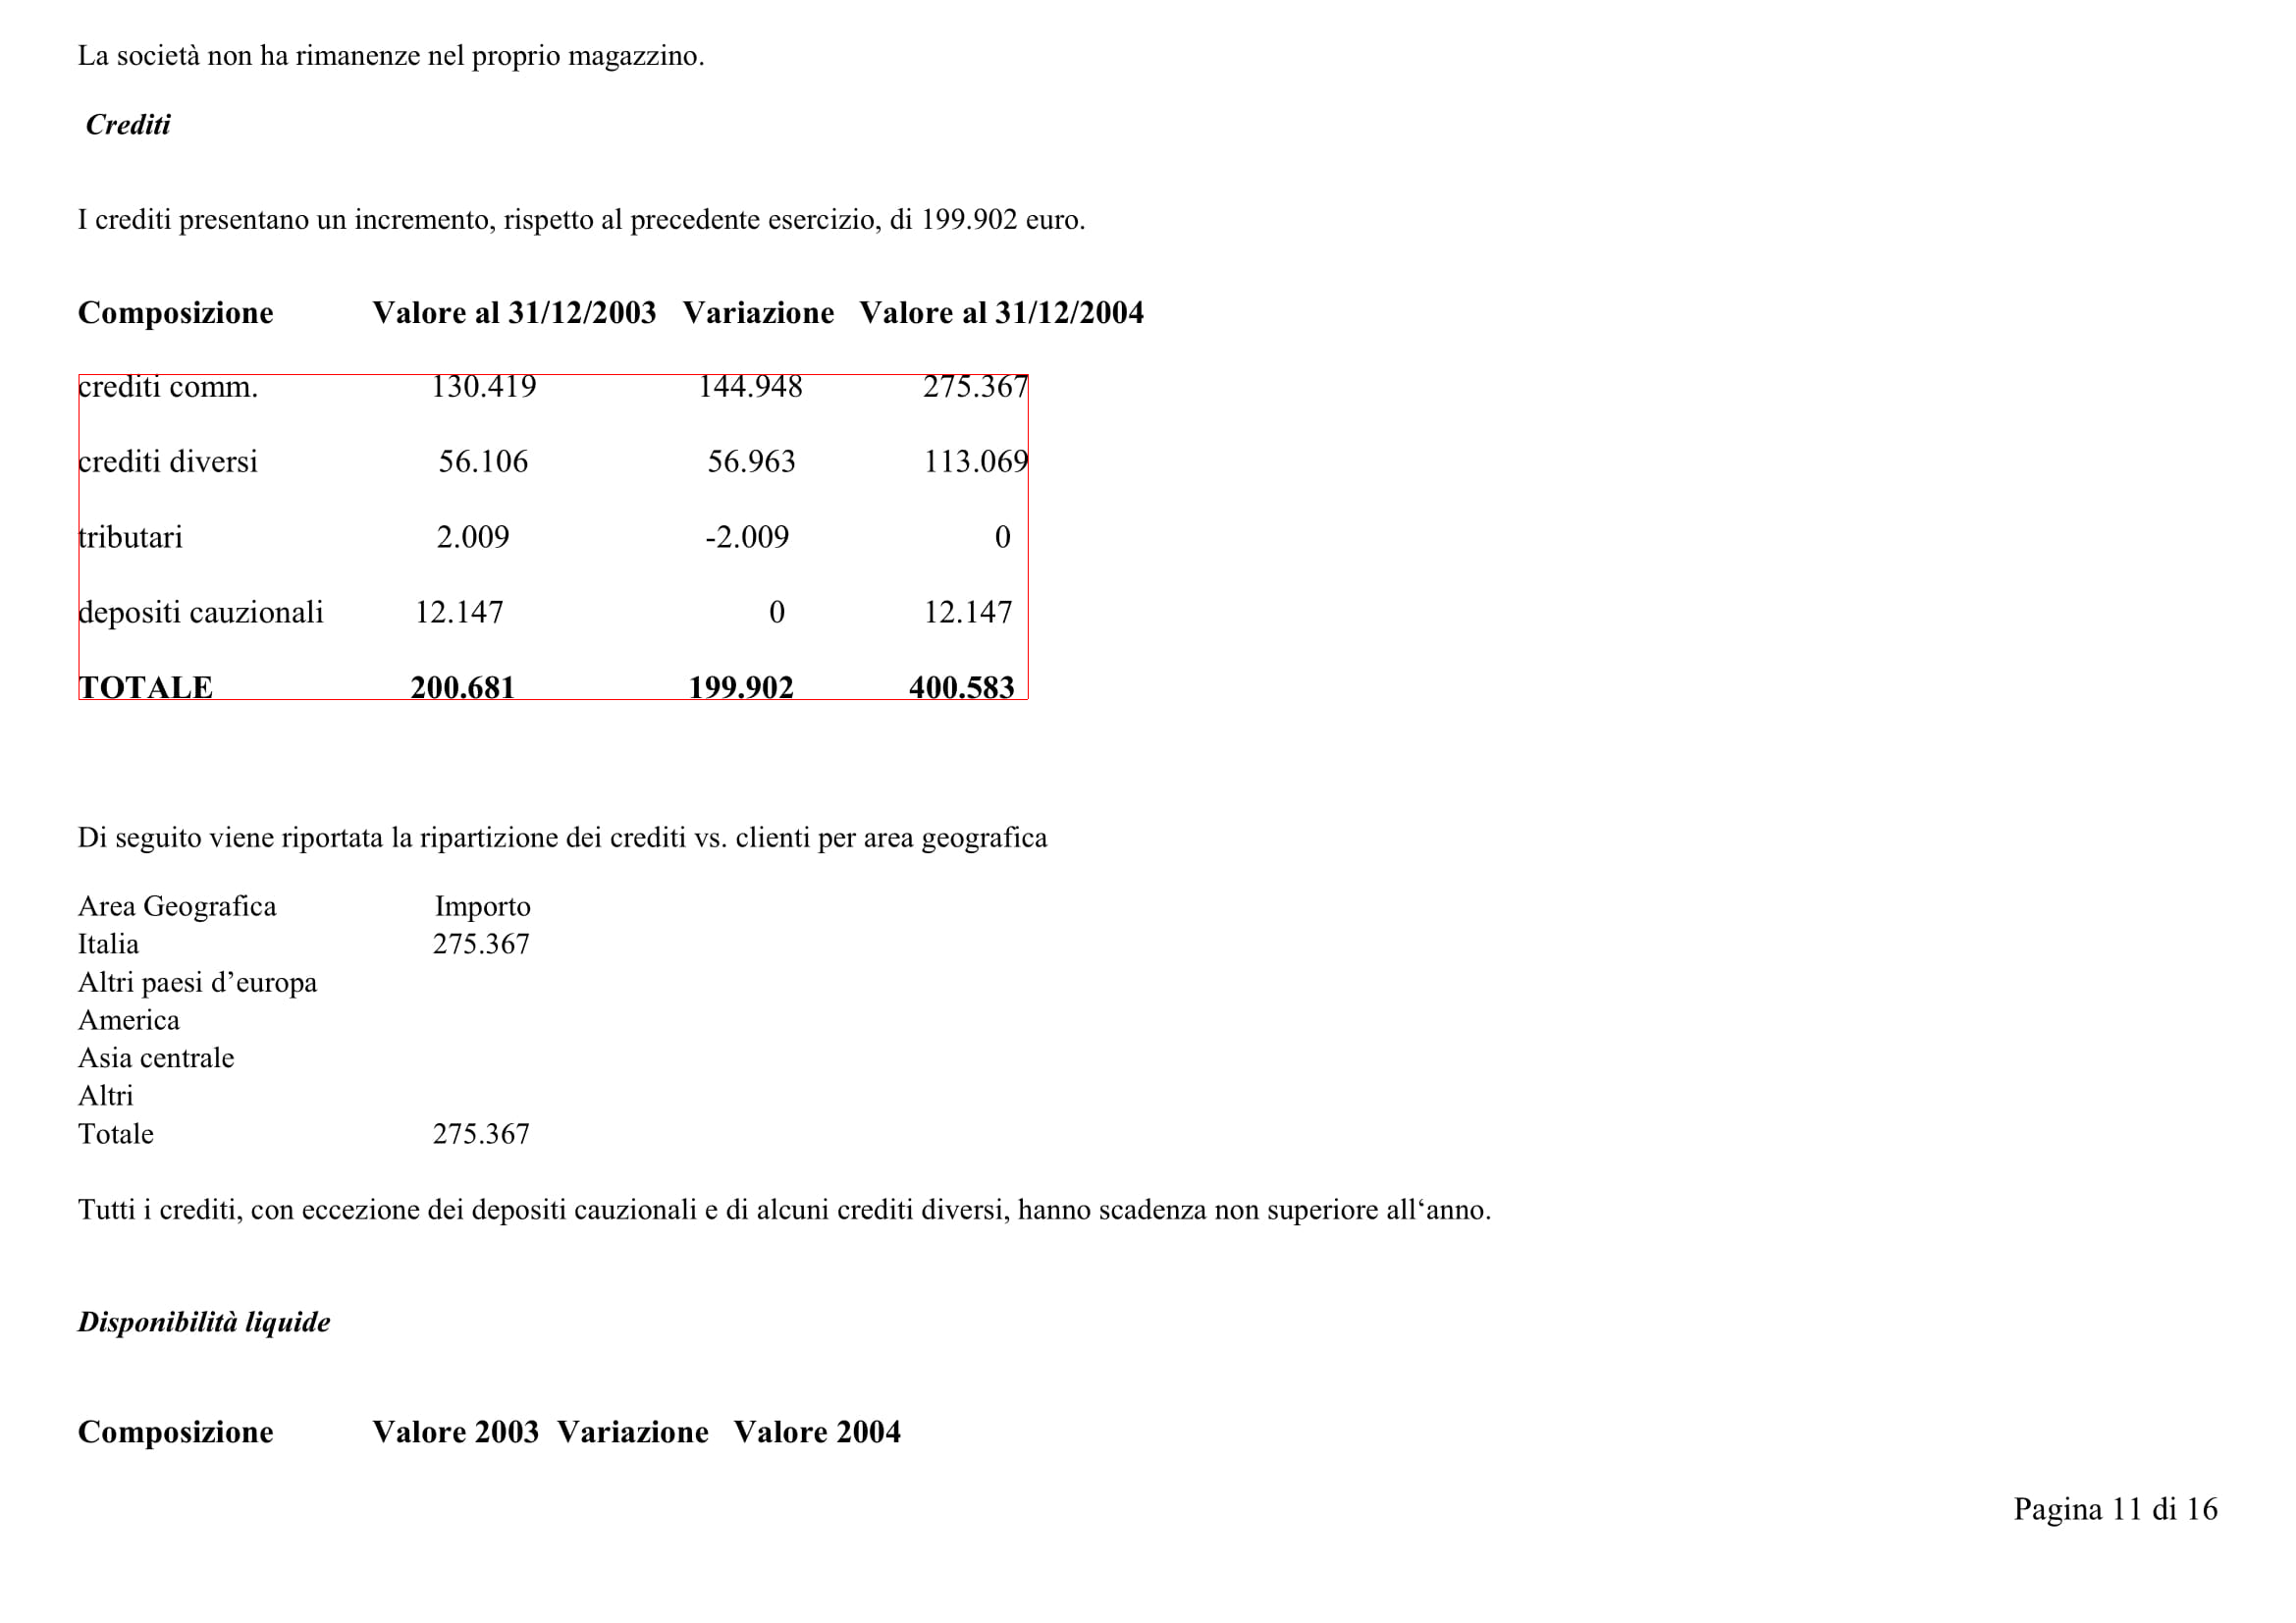 La società non ha rimanenze nel proprio magazzino.
Crediti
I crediti presentano un incremento, rispetto al precedente esercizio, di 199.902 euro.
Composizione Valore al 31/12/2003 Variazione Valore al 31/12/2004
crediti comm. 130.419 144.948 275.367
crediti diversi 56.106 56.963 113.069
tributari 2.009 -2.009 0
depositi cauzionali 12.147 0 12.147
TOTALE 200.681 199.902 400.583
Di seguito viene riportata la ripartizione dei crediti vs. clienti per area geografica
Area Geografica Importo
Italia 275.367
Altri paesi d’europa
America
Asia centrale
Altri
Totale 275.367
Tutti i crediti, con eccezione dei depositi cauzionali e di alcuni crediti diversi, hanno scadenza non superiore all‘anno.
Disponibilità liquide
Composizione Valore 2003 Variazione Valore 2004
Pagina 11 di 16